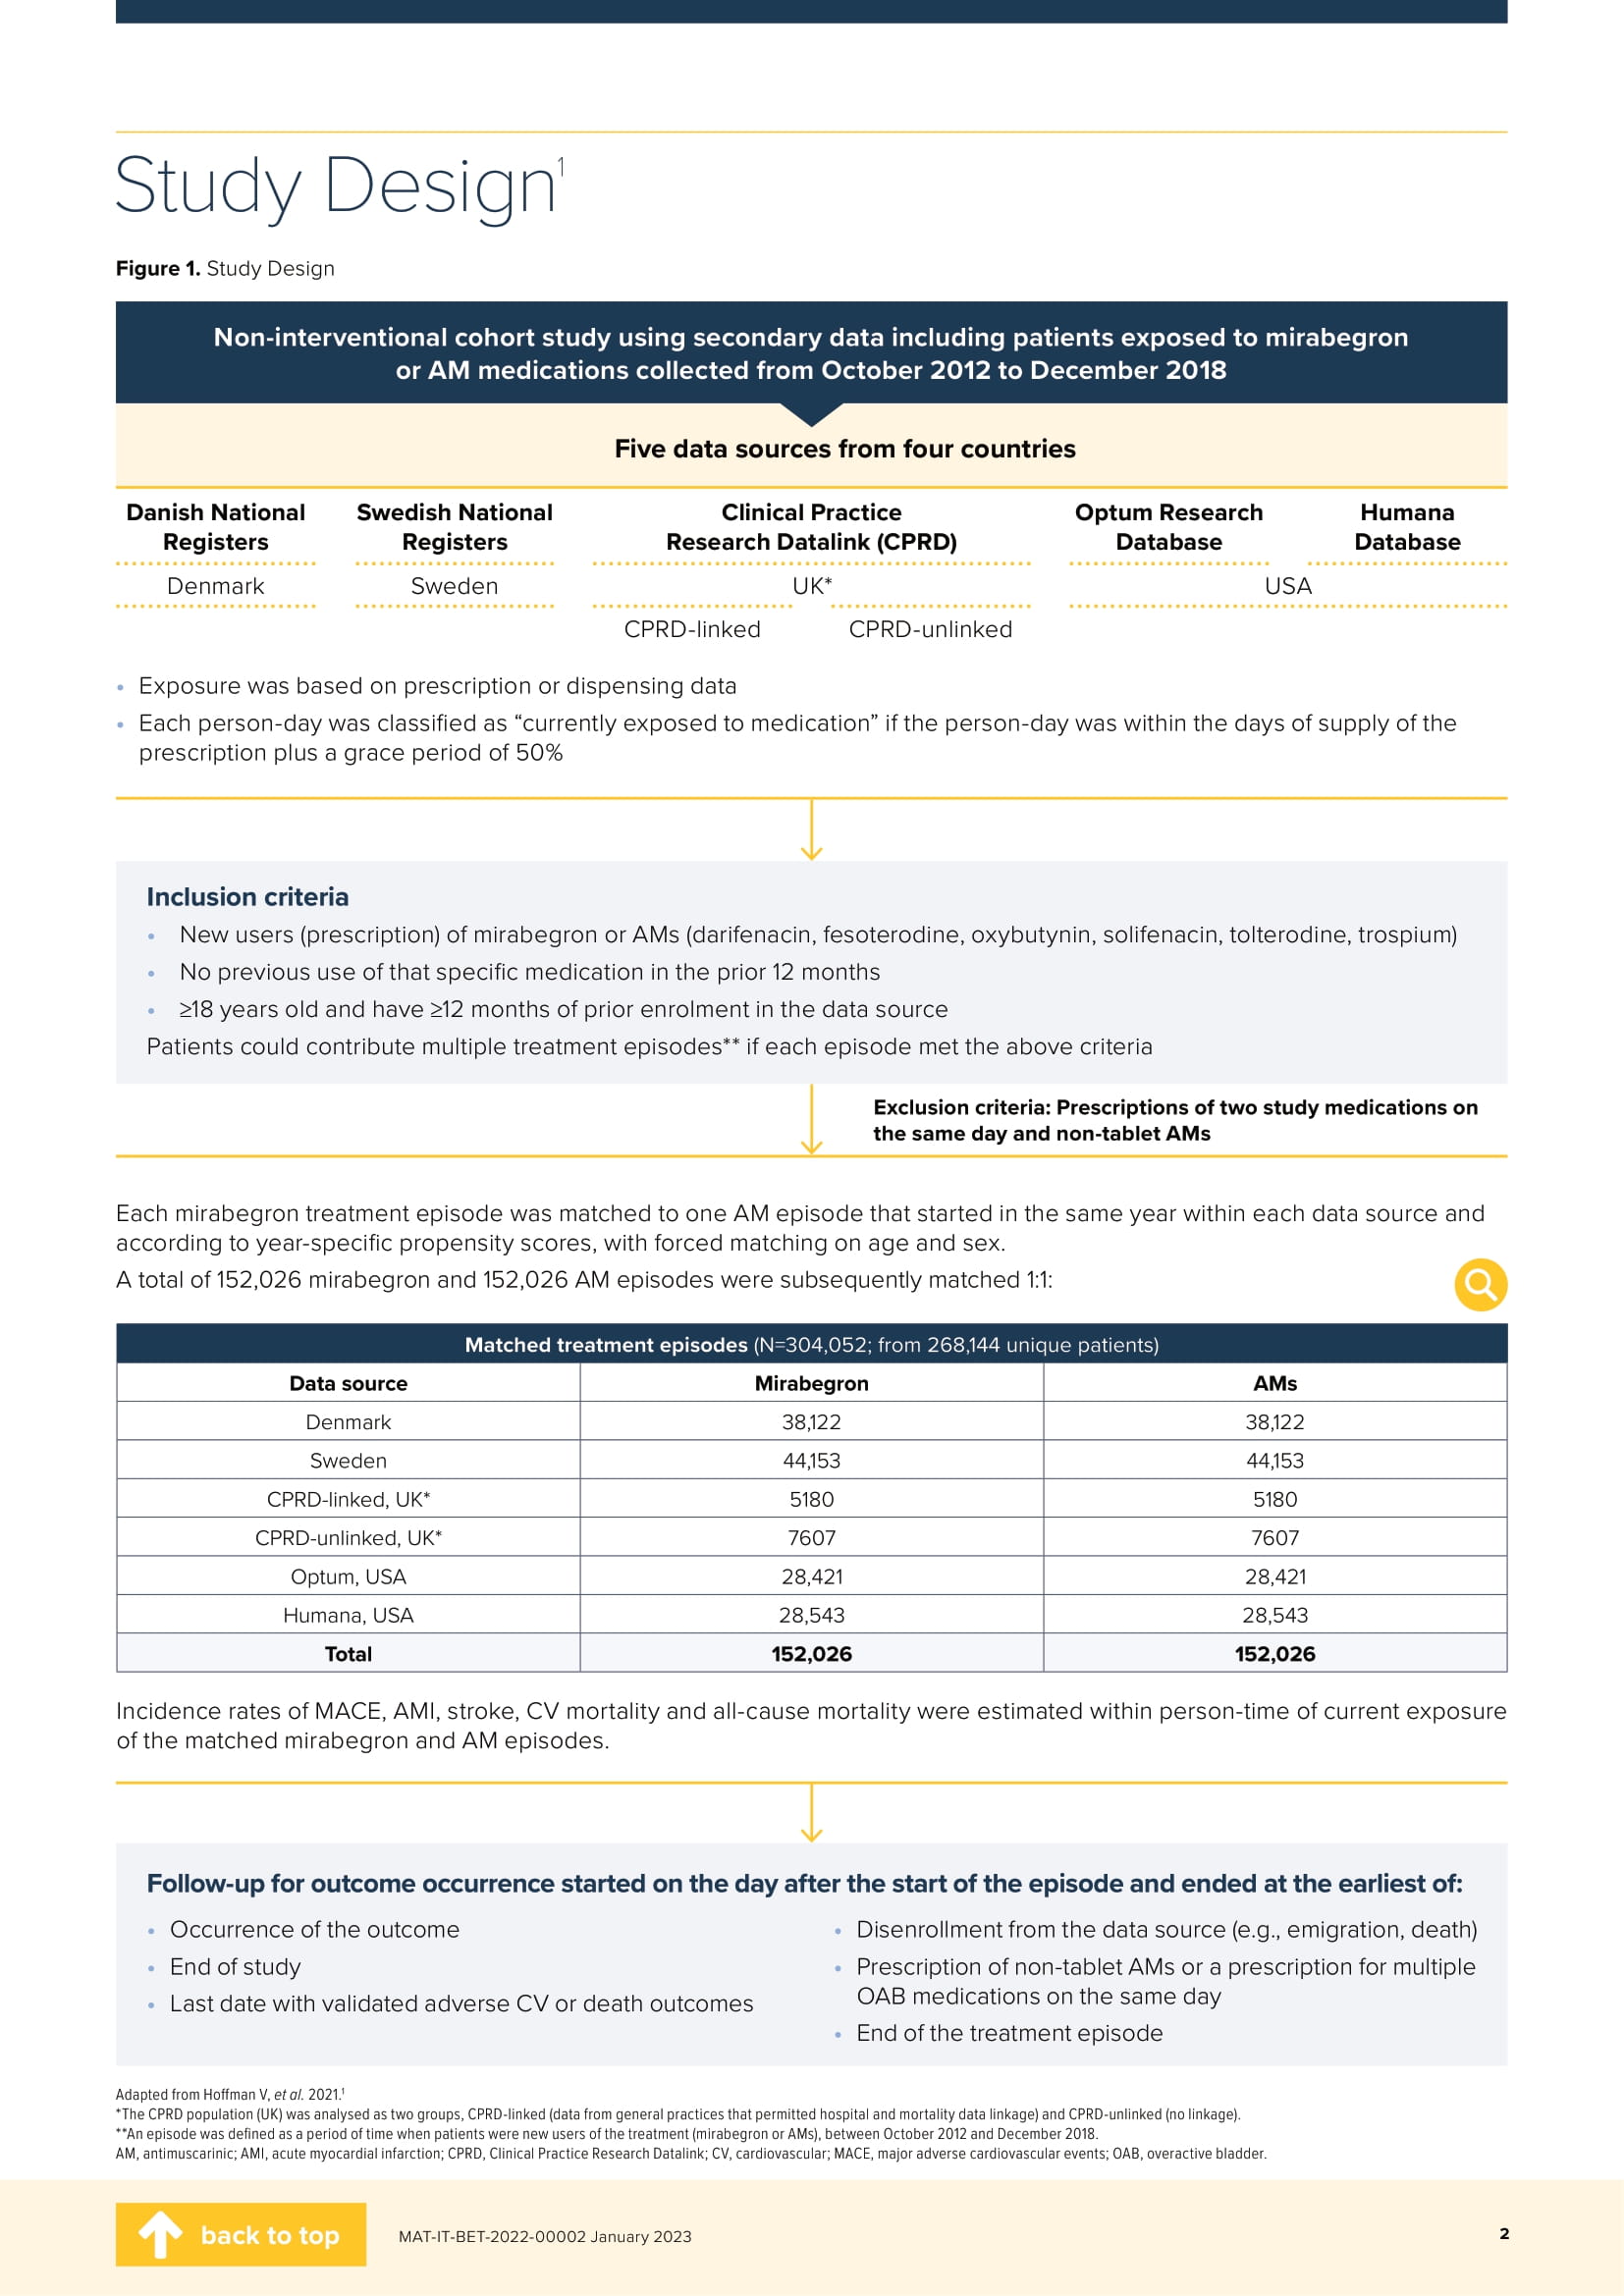 Study Design¹
Figure 1. Study Design
Non-interventional cohort study using secondary data including patients exposed to mirabegron
or AM medications collected from October 2012 to December 2018
Five data sources from four countries
Danish National
Registers
Swedish National
Registers
Clinical Practice
Research Datalink (CPRD)
Optum Research
Database
Humana
Database
Denmark
Sweden
UK*
USA
CPRD-linked
CPRD-unlinked
• Exposure was based on prescription or dispensing data
• Each person-day was classified as “currently exposed to medication” if the person-day was within the days of supply of the
prescription plus a grace period of 50%
Inclusion criteria
• New users (prescription) of mirabegron or AMs (darifenacin, fesoterodine, oxybutynin, solifenacin, tolterodine, trospium)
• No previous use of that specific medication in the prior 12 months
• ≥18 years old and have ≥12 months of prior enrolment in the data source
Patients could contribute multiple treatment episodes** if each episode met the above criteria
Exclusion criteria: Prescriptions of two study medications on
the same day and non-tablet AMs
Each mirabegron treatment episode was matched to one AM episode that started in the same year within each data source and
according to year-specific propensity scores, with forced matching on age and sex.
A total of 152,026 mirabegron and 152,026 AM episodes were subsequently matched 1:1:
Matched treatment episodes (N=304,052; from 268,144 unique patients)
Data source Mirabegron AMs
Denmark 38,122 38,122
Sweden 44,153 44,153
CPRD-linked, UK* 5180 5180
CPRD-unlinked, UK* 7607 7607
Optum, USA 28,421 28,421
Humana, USA 28,543 28,543
Total 152,026 152,026
Incidence rates of MACE, AMI, stroke, CV mortality and all-cause mortality were estimated within person-time of current exposure
of the matched mirabegron and AM episodes.
Follow-up for outcome occurrence started on the day after the start of the episode and ended at the earliest of:
• Occurrence of the outcome
• End of study
• Last date with validated adverse CV or death outcomes
• Disenrollment from the data source (e.g., emigration, death)
• Prescription of non-tablet AMs or a prescription for multiple
OAB medications on the same day
• End of the treatment episode
Adapted from Hoffman V, et al. 2021.¹
*The CPRD population (UK) was analysed as two groups, CPRD-linked (data from general practices that permitted hospital and mortality data linkage) and CPRD-unlinked (no linkage).
**An episode was defined as a period of time when patients were new users of the treatment (mirabegron or AMs), between October 2012 and December 2018.
AM, antimuscarinic; AMI, acute myocardial infarction; CPRD, Clinical Practice Research Datalink; CV, cardiovascular; MACE, major adverse cardiovascular events; OAB, overactive bladder.
back to top
MAT-IT-BET-2022-00002 January 2023
2